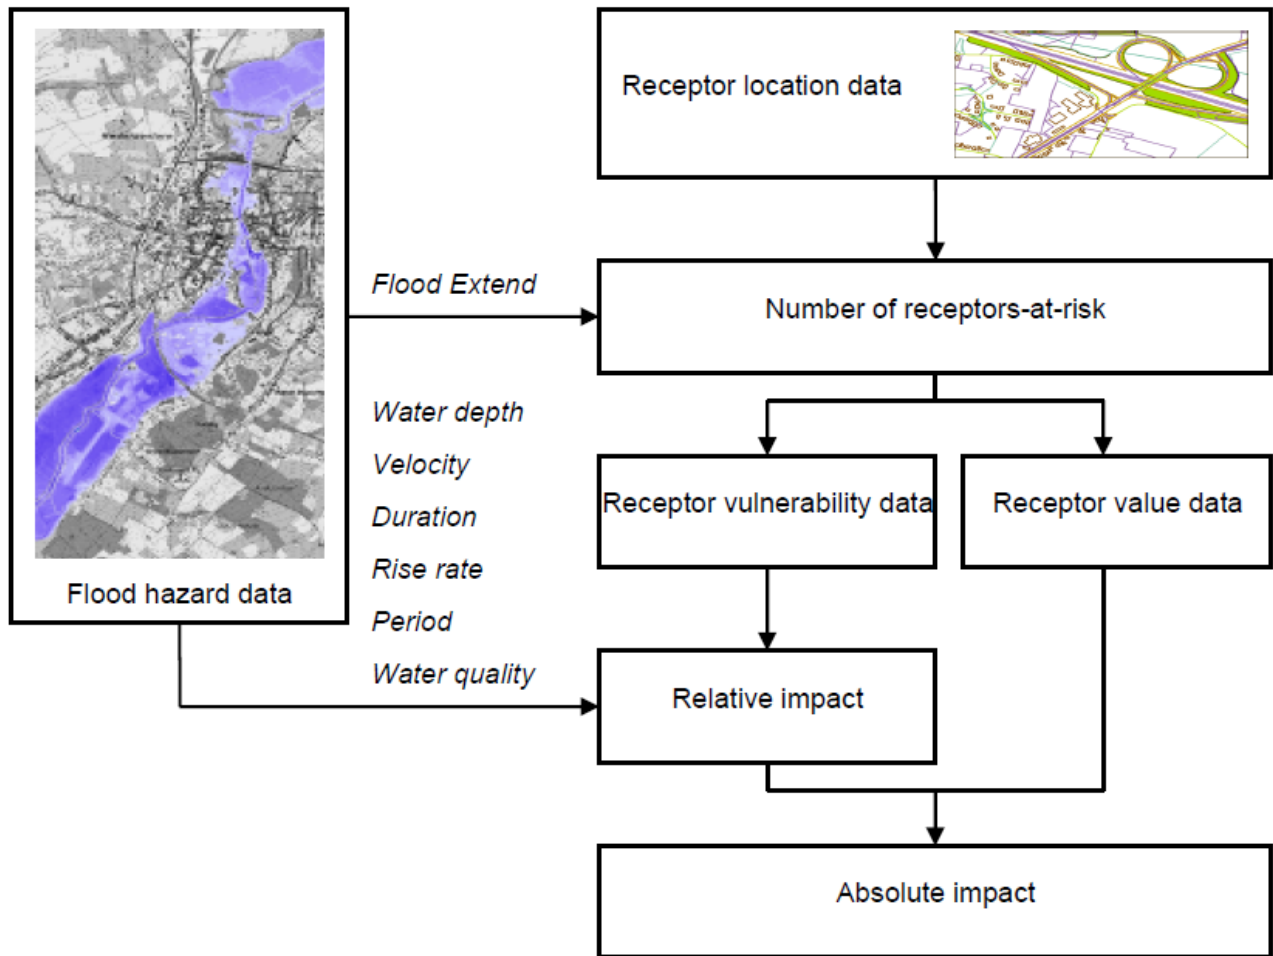 Receptor location data
Flood Extend
Number of receptors-at-risk
Water depth
Velocity
Duration
Rise rate
Period
Water quality
Receptor vulnerability data
Receptor value data
Flood hazard data
Relative impact
Absolute impact